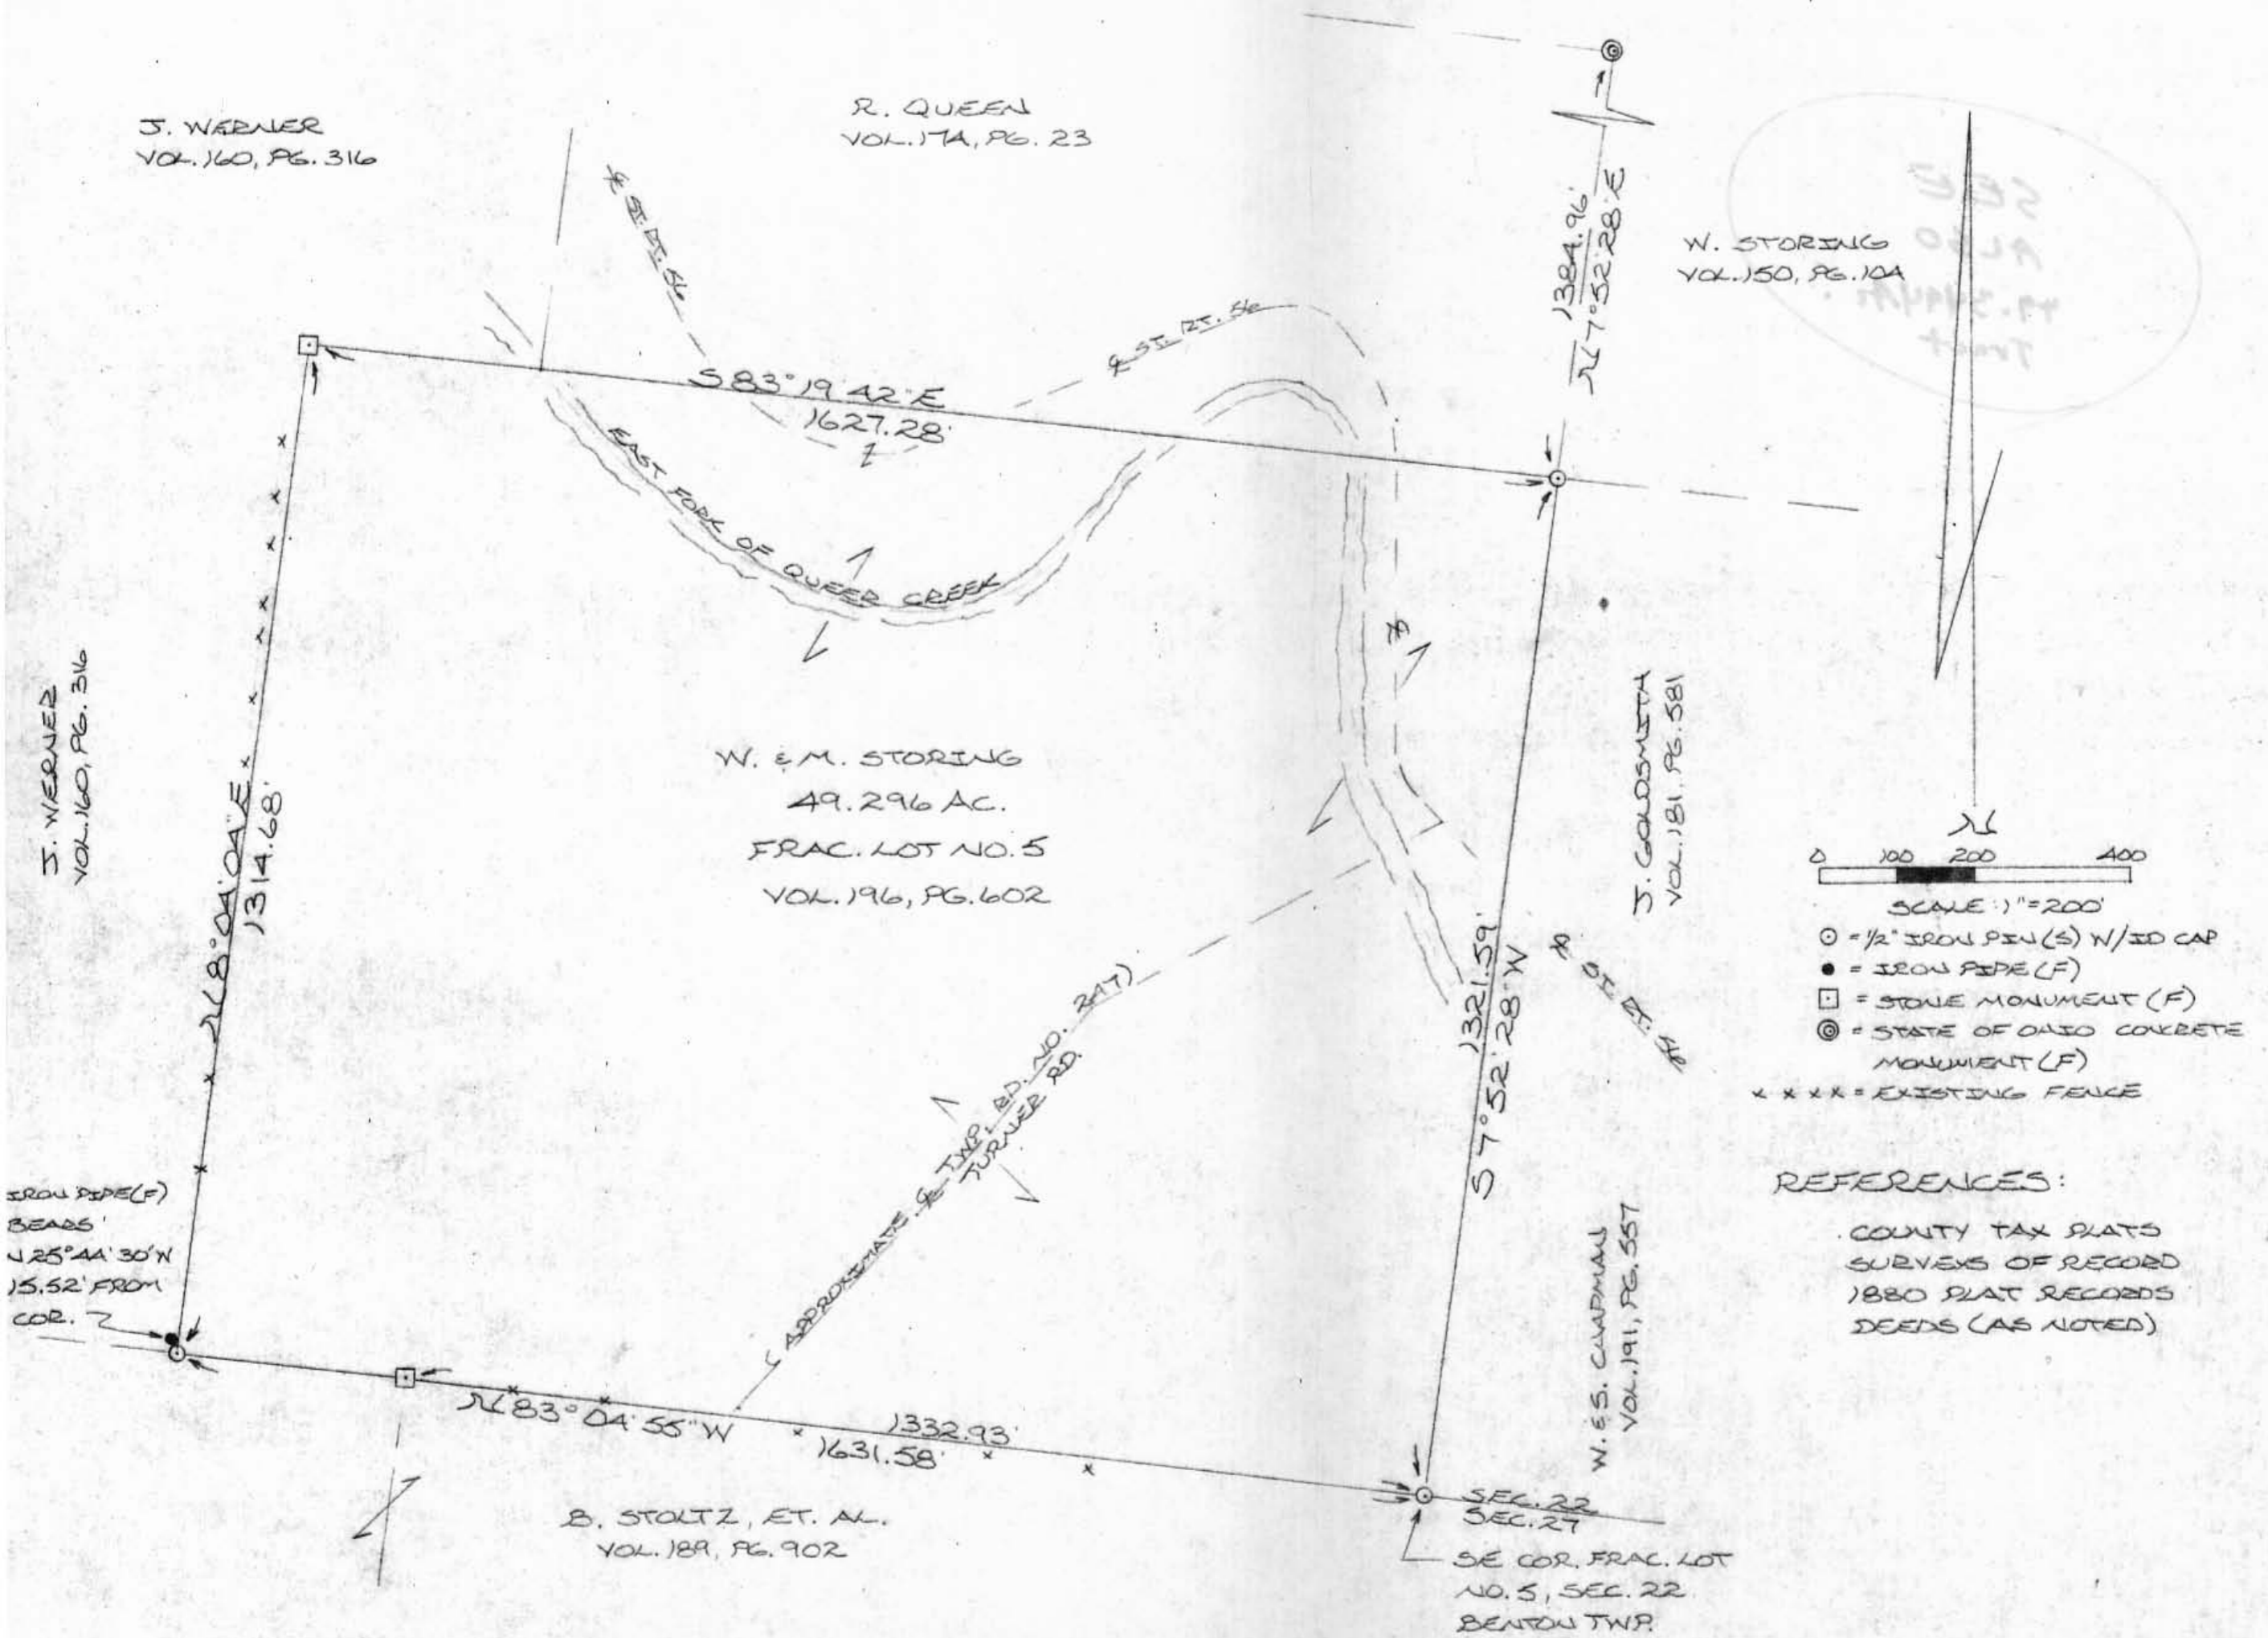 J. WERNER
VOL. 160, PG. 316
R. QUEEN
VOL. 174, PG. 23
℄ ST. RT. 56
1384.96'
N 7° 52' 28" E
W. STORING
VOL. 150, PG. 104
SEE
ALSO
Tract
℄ ST. RT. 56
S 83° 19' 42" E
1627.28'
EAST FORK OF QUEER CREEK
J. WERNER
VOL. 160, PG. 316
N 8° 04' 04" E
1314.68'
W. & M. STORING
49.296 AC.
FRAC. LOT NO. 5
VOL. 196, PG. 602
J. GOLDSMITH
VOL. 181, PG. 581
N
0 100 200 400
SCALE: 1" = 200'
⊙ = 1/2" IRON PIN (S) W/ID CAP
● = IRON PIPE (F)
⊡ = STONE MONUMENT (F)
◎ = STATE OF OHIO CONCRETE
MONUMENT (F)
x x x x = EXISTING FENCE
1321.59'
S 7° 52' 28" W
(APPROXIMATE ℄ TWP. RD. NO. 247)
TURNER RD.
IRON PIPE (F)
BEARS
N 25° 44' 30" W
15.52' FROM
COR.
W. & S. CHAPMAN
VOL. 191, PG. 557
REFERENCES:
COUNTY TAX PLATS
SURVEYS OF RECORD
1880 PLAT RECORDS
DEEDS (AS NOTED)
N 83° 04' 55" W
1332.93'
1631.58'
B. STOLTZ, ET. AL.
VOL. 189, PG. 902
SEC. 22
SEC. 27
SE COR. FRAC. LOT
NO. 5, SEC. 22
BENTON TWP.